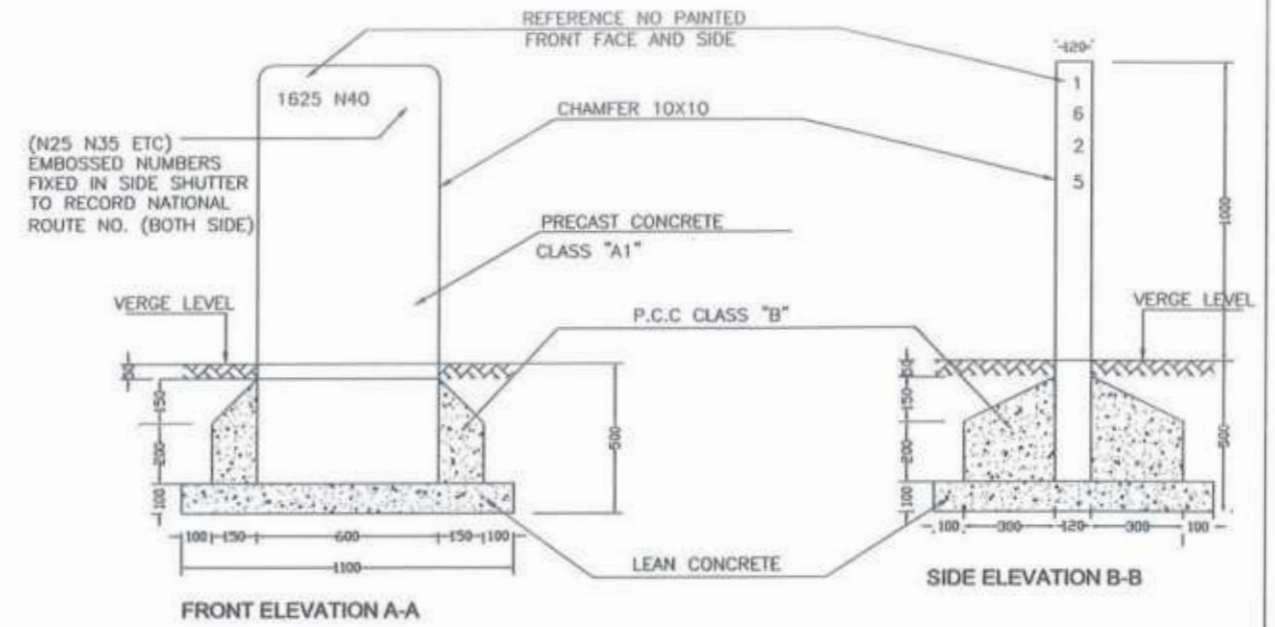 REFERENCE NO PAINTED
FRONT FACE AND SIDE
120
1625 N40
1
6
2
5
CHAMFER 10X10
(N25 N35 ETC)
EMBOSSED NUMBERS
FIXED IN SIDE SHUTTER
TO RECORD NATIONAL
ROUTE NO. (BOTH SIDE)
PRECAST CONCRETE
CLASS "A1"
1000
VERGE LEVEL
P.C.C CLASS "B"
VERGE LEVEL
50
150
200
100
500
50
150
200
100
500
100 150 600 150 100
1100
100 300 120 300 100
LEAN CONCRETE
FRONT ELEVATION A-A
SIDE ELEVATION B-B